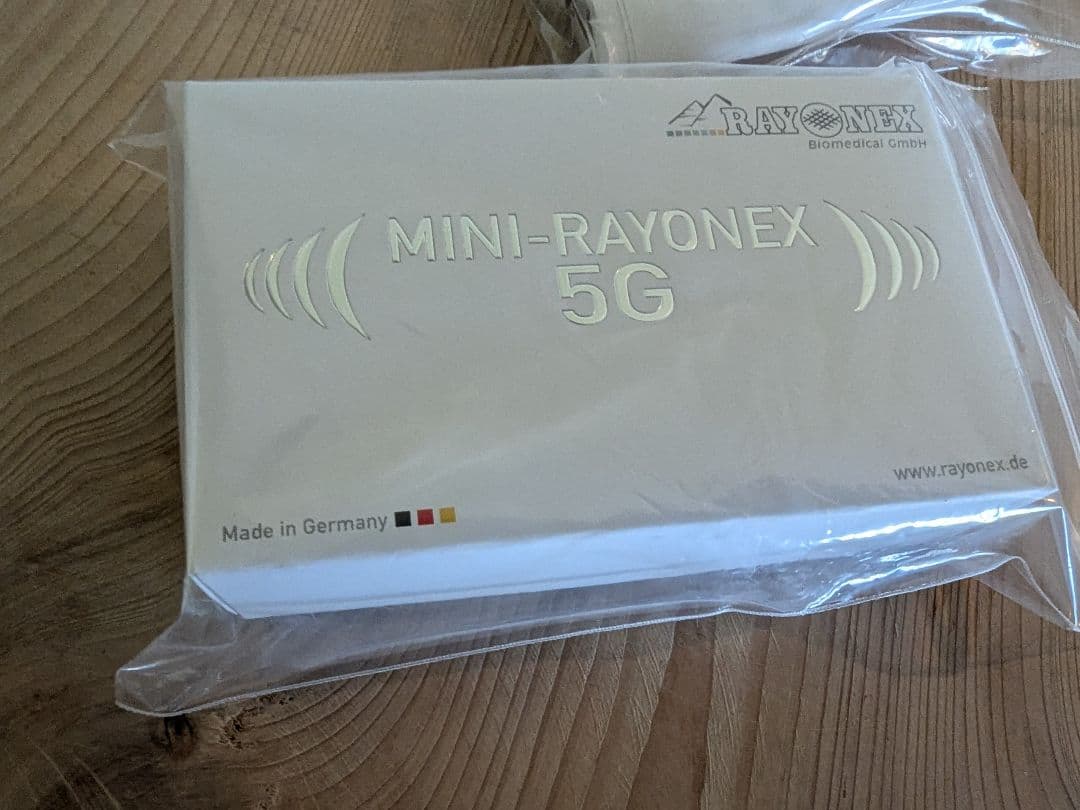 RAYONEX
Biomedical GmbH
MINI-RAYONEX
5G
www.rayonex.de
Made in Germany